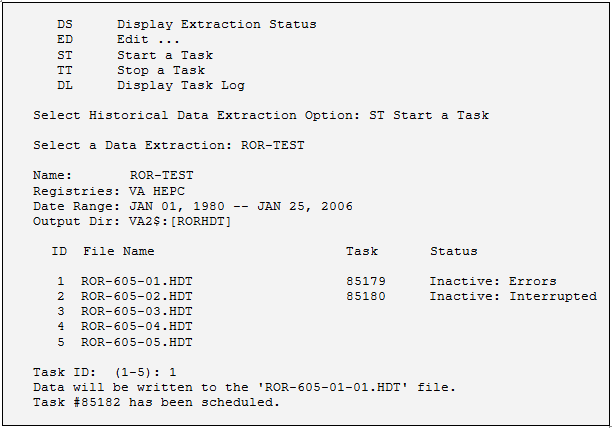 DS Display Extraction Status
ED Edit ...
ST Start a Task
TT Stop a Task
DL Display Task Log
Select Historical Data Extraction Option: ST Start a Task
Select a Data Extraction: ROR-TEST
Name: ROR-TEST
Registries: VA HEPC
Date Range: JAN 01, 1980 -- JAN 25, 2006
Output Dir: VA2$:[RORHDT]
ID File Name Task Status
1 ROR-605-01.HDT 85179 Inactive: Errors
2 ROR-605-02.HDT 85180 Inactive: Interrupted
3 ROR-605-03.HDT
4 ROR-605-04.HDT
5 ROR-605-05.HDT
Task ID: (1-5): 1
Data will be written to the 'ROR-605-01-01.HDT' file.
Task #85182 has been scheduled.